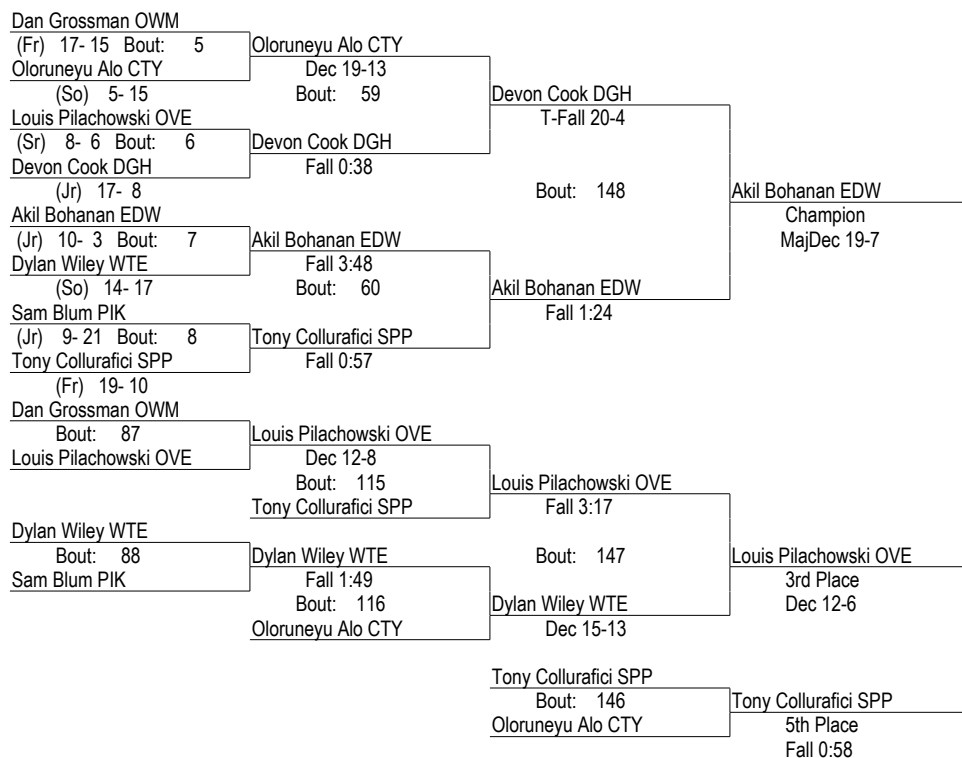 Dan Grossman OWM
(Fr) 17- 15 Bout: 5
Oloruneyu Alo CTY
(So) 5- 15
Louis Pilachowski OVE
(Sr) 8- 6 Bout: 6
Devon Cook DGH
(Jr) 17- 8
Akil Bohanan EDW
(Jr) 10- 3 Bout: 7
Dylan Wiley WTE
(So) 14- 17
Sam Blum PIK
(Jr) 9- 21 Bout: 8
Tony Collurafici SPP
(Fr) 19- 10
Oloruneyu Alo CTY
Dec 19-13
Bout: 59
Devon Cook DGH
Fall 0:38
Akil Bohanan EDW
Fall 3:48
Bout: 60
Tony Collurafici SPP
Fall 0:57
Devon Cook DGH
T-Fall 20-4
Bout: 148
Akil Bohanan EDW
Fall 1:24
Akil Bohanan EDW
Champion
MajDec 19-7
Dan Grossman OWM
Bout: 87
Louis Pilachowski OVE
Dylan Wiley WTE
Bout: 88
Sam Blum PIK
Louis Pilachowski OVE
Dec 12-8
Bout: 115
Tony Collurafici SPP
Dylan Wiley WTE
Fall 1:49
Bout: 116
Oloruneyu Alo CTY
Louis Pilachowski OVE
Fall 3:17
Bout: 147
Dylan Wiley WTE
Dec 15-13
Louis Pilachowski OVE
3rd Place
Dec 12-6
Tony Collurafici SPP
Bout: 146
Oloruneyu Alo CTY
Tony Collurafici SPP
5th Place
Fall 0:58